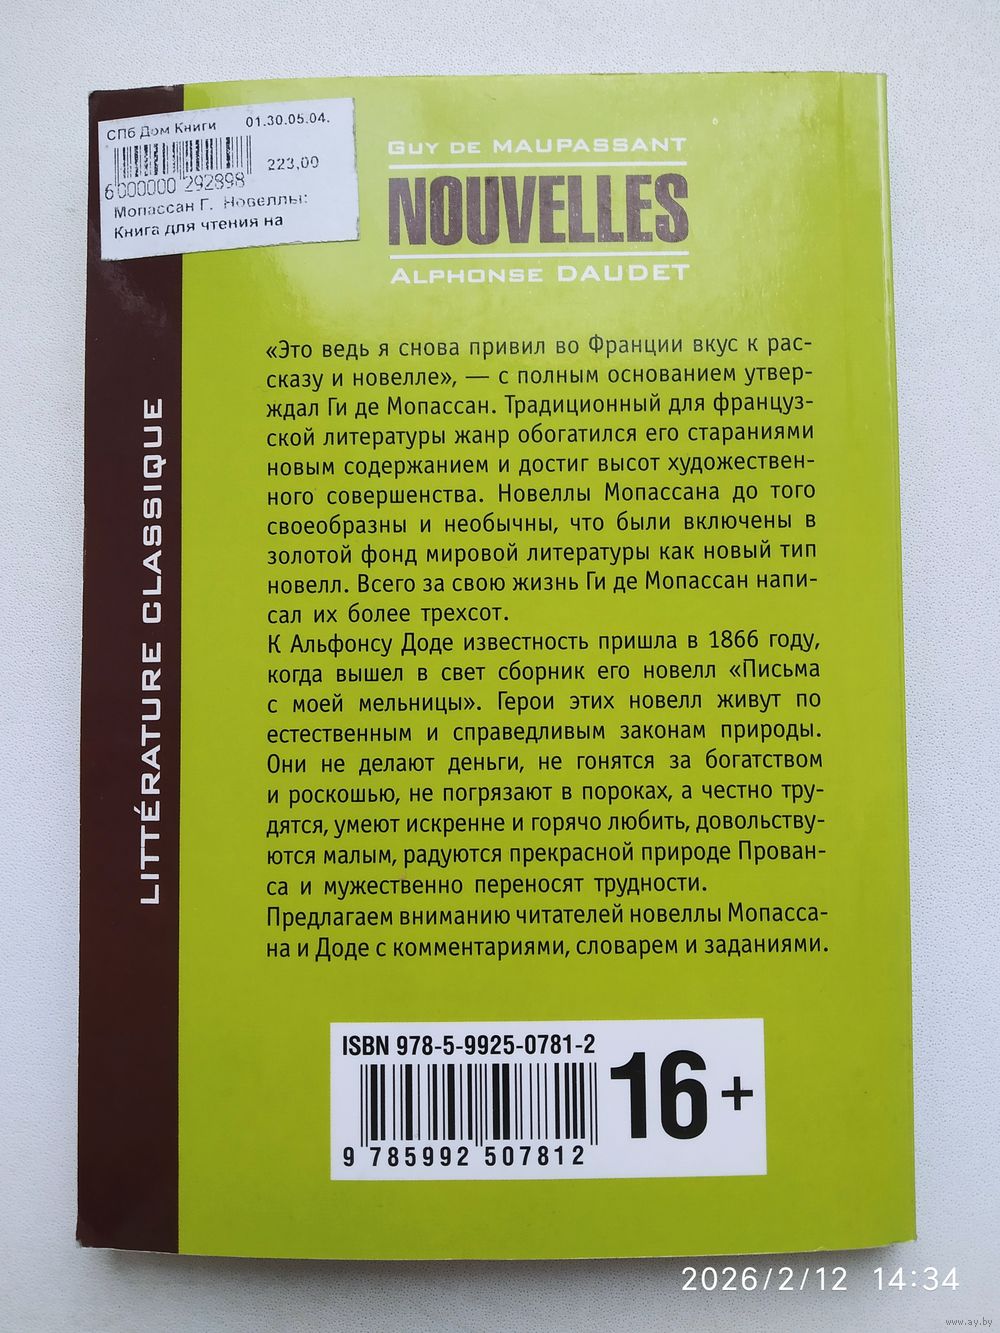 СПб Дом Книги 01.30.05.04.
223,00
6000000 292898
Мопассан Г. Новеллы:
Книга для чтения на
GUY DE MAUPASSANT
NOUVELLES
ALPHONSE DAUDET
LITTÉRATURE CLASSIQUE
«Это ведь я снова привил во Франции вкус к рас-
сказу и новелле», — с полным основанием утвер-
ждал Ги де Мопассан. Традиционный для француз-
ской литературы жанр обогатился его стараниями
новым содержанием и достиг высот художествен-
ного совершенства. Новеллы Мопассана до того
своеобразны и необычны, что были включены в
золотой фонд мировой литературы как новый тип
новелл. Всего за свою жизнь Ги де Мопассан напи-
сал их более трехсот.
К Альфонсу Доде известность пришла в 1866 году,
когда вышел в свет сборник его новелл «Письма
с моей мельницы». Герои этих новелл живут по
естественным и справедливым законам природы.
Они не делают деньги, не гонятся за богатством
и роскошью, не погрязают в пороках, а честно тру-
дятся, умеют искренне и горячо любить, довольству-
ются малым, радуются прекрасной природе Прован-
са и мужественно переносят трудности.
Предлагаем вниманию читателей новеллы Мопасса-
на и Доде с комментариями, словарем и заданиями.
ISBN 978-5-9925-0781-2
16+
9 785992 507812
2026/2/12 14:34
www.ay.by